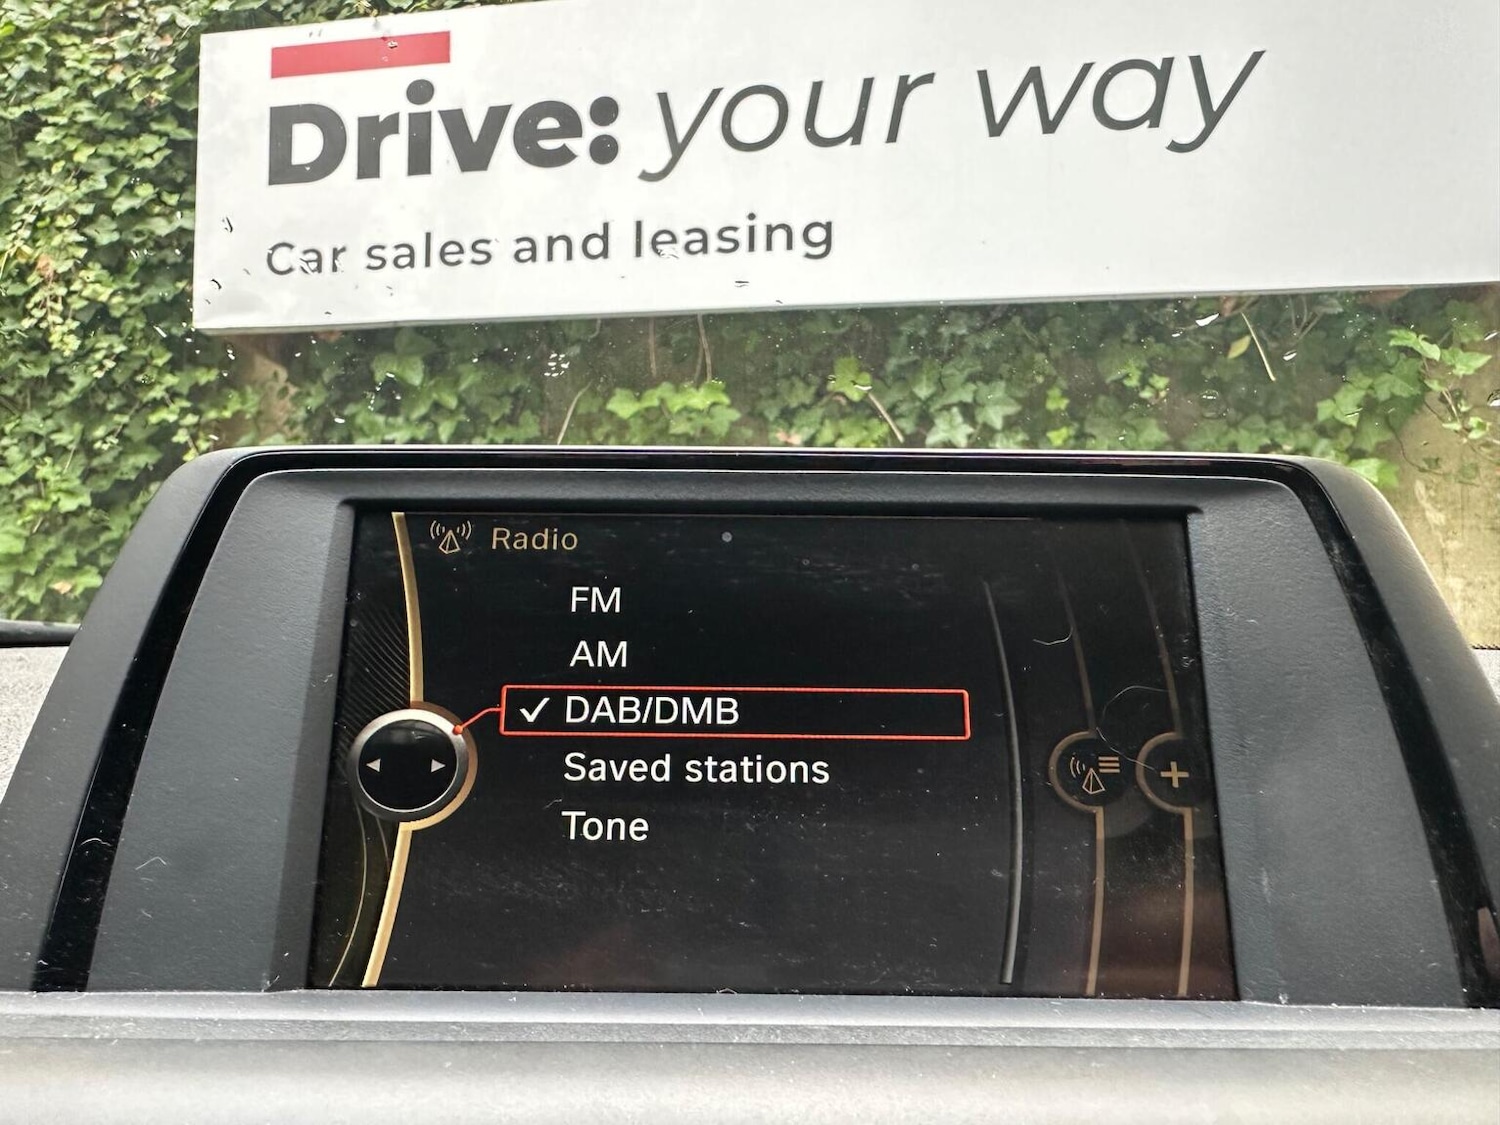 Drive: your way
Car sales and leasing
Radio
FM
AM
✓ DAB/DMB
Saved stations
Tone